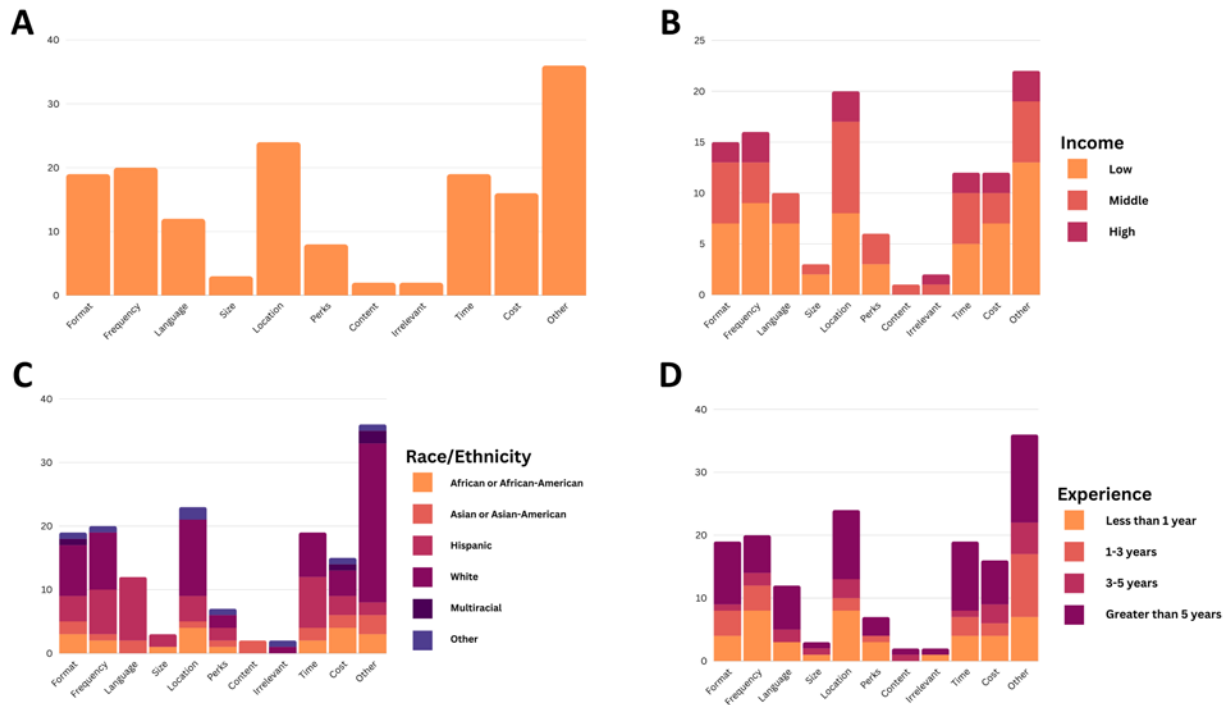 A
40
30
20
10
0
Format
Frequency
Language
Size
Location
Perks
Content
Irrelevant
Time
Cost
Other
B
25
20
15
10
5
0
Format
Frequency
Language
Size
Location
Perks
Content
Irrelevant
Time
Cost
Other
Income
Low
Middle
High
C
40
30
20
10
0
Format
Frequency
Language
Size
Location
Perks
Content
Irrelevant
Time
Cost
Other
Race/Ethnicity
African or African-American
Asian or Asian-American
Hispanic
White
Multiracial
Other
D
40
30
20
10
0
Format
Frequency
Language
Size
Location
Perks
Content
Irrelevant
Time
Cost
Other
Experience
Less than 1 year
1-3 years
3-5 years
Greater than 5 years